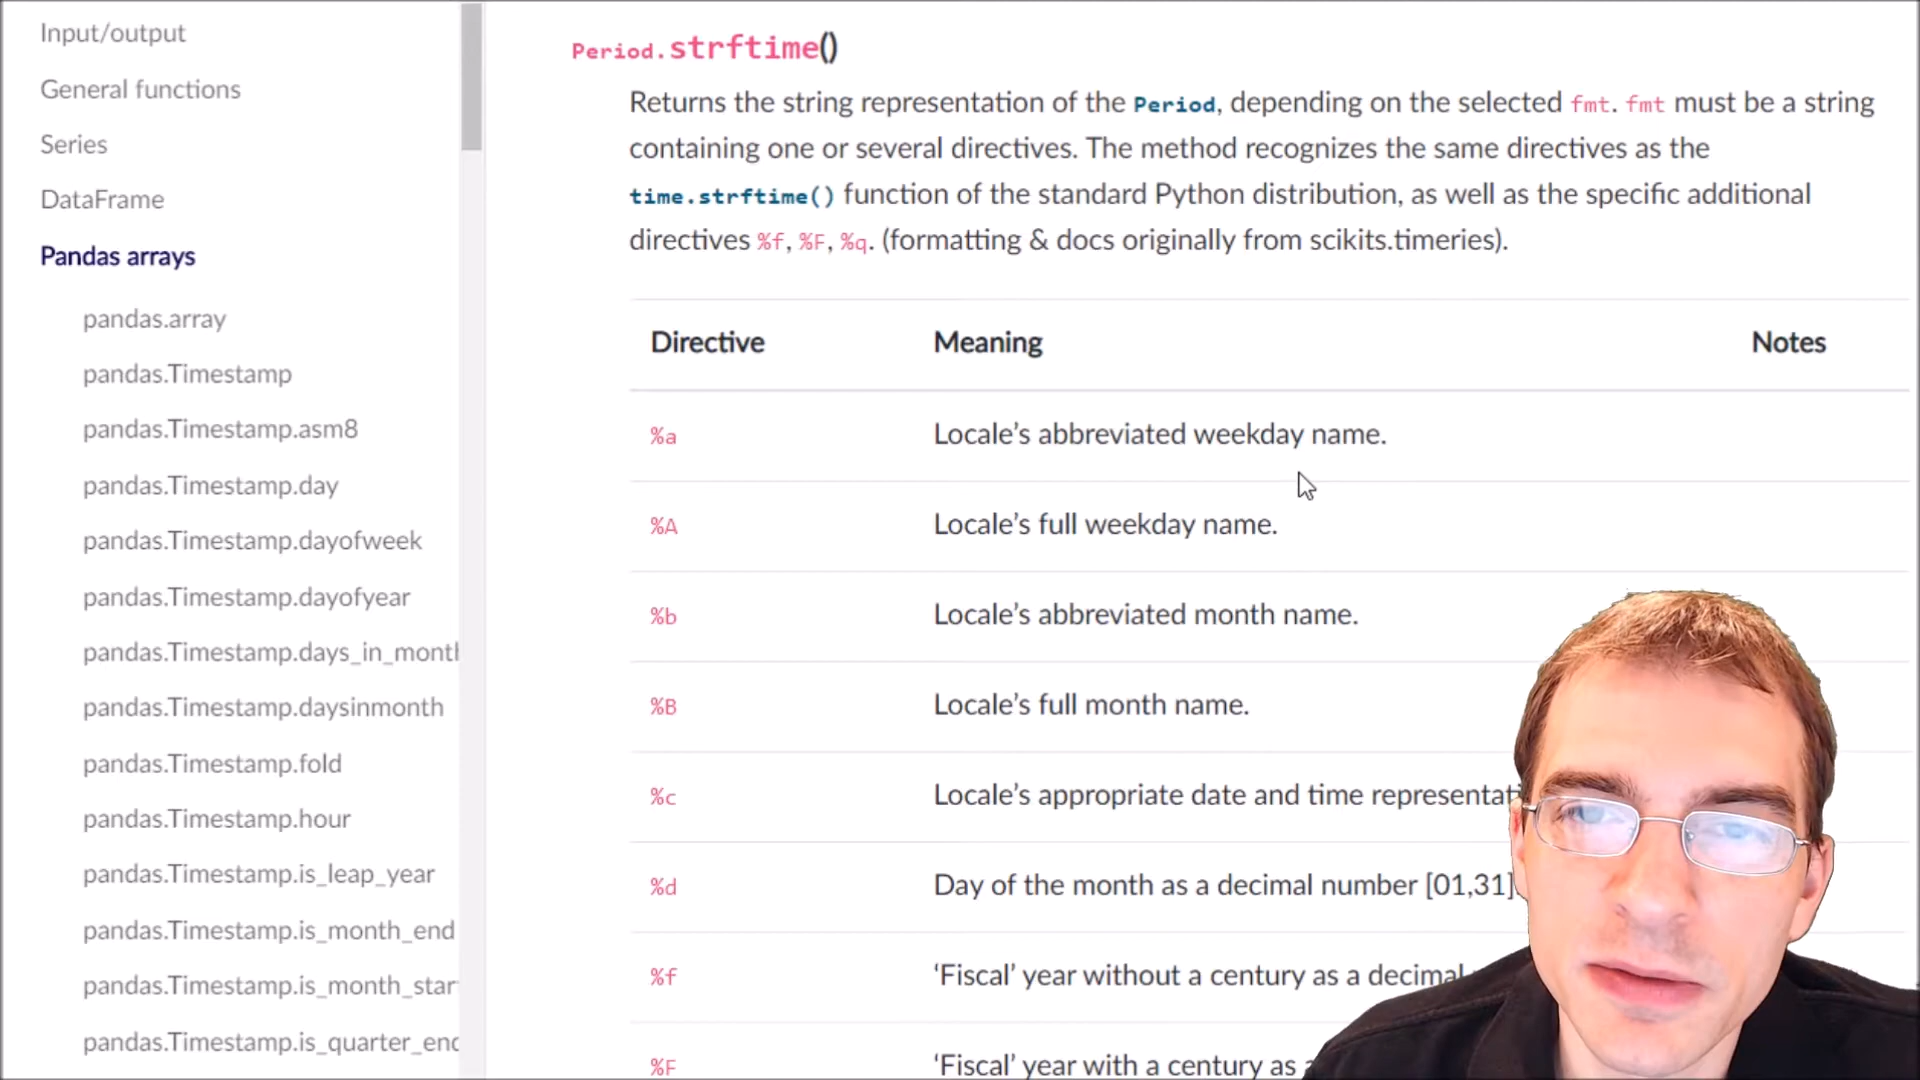 Input/output
General functions
Series
DataFrame
Pandas arrays
pandas.array
pandas.Timestamp
pandas.Timestamp.asm8
pandas.Timestamp.day
pandas.Timestamp.dayofweek
pandas.Timestamp.dayofyear
pandas.Timestamp.days_in_month
pandas.Timestamp.daysinmonth
pandas.Timestamp.fold
pandas.Timestamp.hour
pandas.Timestamp.is_leap_year
pandas.Timestamp.is_month_end
pandas.Timestamp.is_month_star
pandas.Timestamp.is_quarter_end
Period.strftime()
Returns the string representation of the Period, depending on the selected fmt. fmt must be a string
containing one or several directives. The method recognizes the same directives as the
time.strftime() function of the standard Python distribution, as well as the specific additional
directives %f, %F, %q. (formatting & docs originally from scikits.timeries).
Directive Meaning Notes
%a Locale’s abbreviated weekday name.
%A Locale’s full weekday name.
%b Locale’s abbreviated month name.
%B Locale’s full month name.
%c Locale’s appropriate date and time representati
%d Day of the month as a decimal number [01,31]
%f ‘Fiscal’ year without a century as a decimal
%F ‘Fiscal’ year with a century as